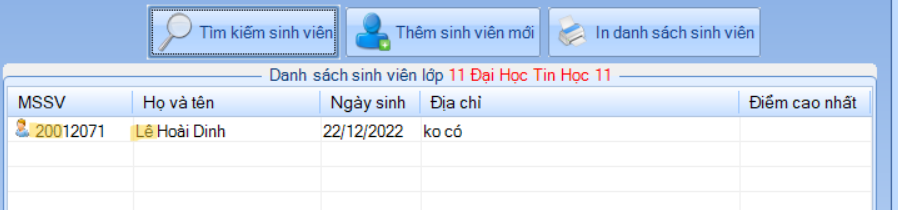 Tìm kiếm sinh viên Thêm sinh viên mới In danh sách sinh viên
Danh sách sinh viên lớp 11 Đại Học Tin Học 11
MSSV Họ và tên Ngày sinh Địa chỉ Điểm cao nhất
20012071 Lê Hoài Dinh 22/12/2022 ko có